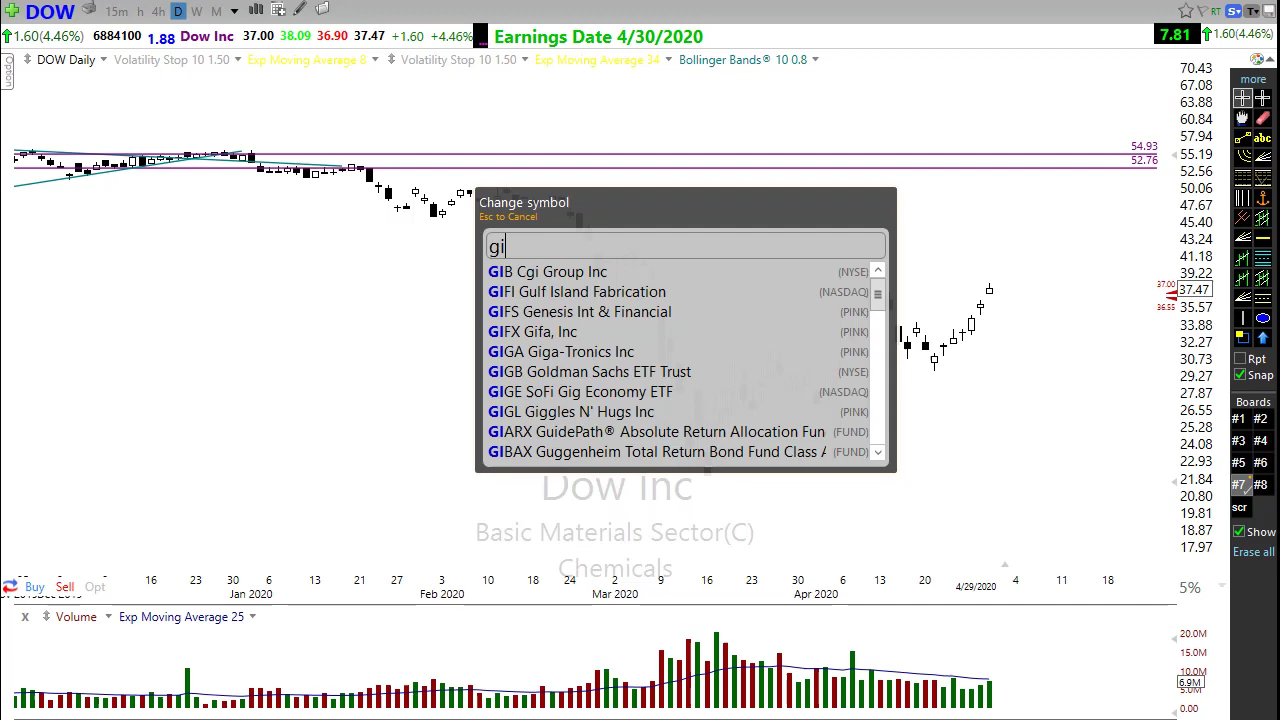 DOW 15m h 4h D W M RT S T
1.60(4.46%) 6884100 1.88 Dow Inc 37.00 38.09 36.90 37.47 +1.60 +4.46% Earnings Date 4/30/2020 7.81 1.60(4.46%)
Option DOW Daily Volatility Stop 10 1.50 Exp Moving Average 8 Volatility Stop 10 1.50 Exp Moving Average 34 Bollinger Bands® 10 0.8
70.43
67.08
63.88
60.84
57.94
55.19
52.56
50.06
47.67
45.40
43.24
41.18
39.22
37.47
35.57
33.88
32.27
30.73
29.27
27.87
26.55
25.28
24.08
22.93
21.84
20.80
19.81
18.87
17.97
54.93
52.76
37.00
36.55
Change symbol
Esc to Cancel
gi
GIB Cgi Group Inc (NYSE)
GIFI Gulf Island Fabrication (NASDAQ)
GIFS Genesis Int & Financial (PINK)
GIFX Gifa, Inc (PINK)
GIGA Giga-Tronics Inc (PINK)
GIGB Goldman Sachs ETF Trust (NYSE)
GIGE SoFi Gig Economy ETF (NASDAQ)
GIGL Giggles N' Hugs Inc (PINK)
GIARX GuidePath® Absolute Return Allocation Fun (FUND)
GIBAX Guggenheim Total Return Bond Fund Class A (FUND)
Dow Inc
Basic Materials Sector(C)
Chemicals
more
abc
Rpt
Snap
Boards
#1 #2
#3 #4
#5 #6
#7 #8
scr
Show
Erase all
Buy Sell Opt
16 23 30 6 13 21 27 3 10 18 24 2 9 16 23 30 6 13 20 4/29/2020 4 11 18
Jan 2020 Feb 2020 Mar 2020 Apr 2020
5%
x Volume Exp Moving Average 25
20.0M
15.0M
10.0M
6.9M
5.0M
0.00